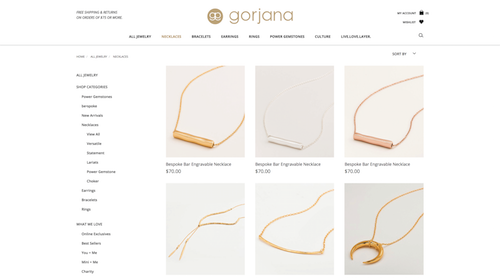 FREE SHIPPING & RETURNS
ON ORDERS OF $75 OR MORE
gorjana
MY ACCOUNT (0)
WISHLIST
ALL JEWELRY NECKLACES BRACELETS EARRINGS RINGS POWER GEMSTONES CULTURE LIVE.LOVE.LAYER.
HOME / ALL JEWELRY / NECKLACES
SORT BY
ALL JEWELRY
SHOP CATEGORIES
Power Gemstones
Bespoke
New Arrivals
Necklaces
View All
Versatile
Statement
Lariats
Power Gemstone
Choker
Earrings
Bracelets
Rings
WHAT WE LOVE
Online Exclusives
Best Sellers
You + Me
Mini + Me
Charity
Bespoke Bar Engravable Necklace
$70.00
Bespoke Bar Engravable Necklace
$70.00
Bespoke Bar Engravable Necklace
$70.00